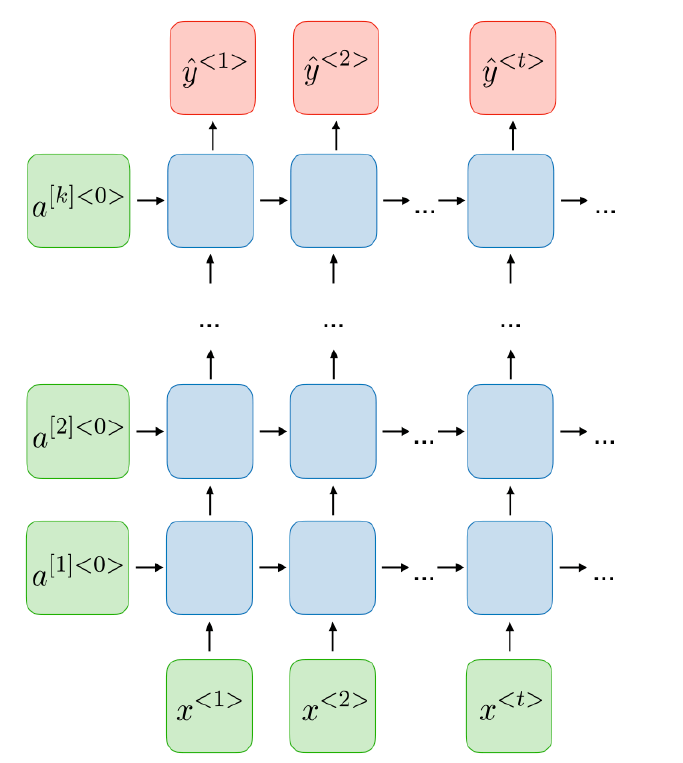 ŷ<1> ŷ<2> ŷ<t>
a[k]<0> ... ...
... ... ...
a[2]<0> ... ...
a[1]<0> ... ...
x<1> x<2> x<t>